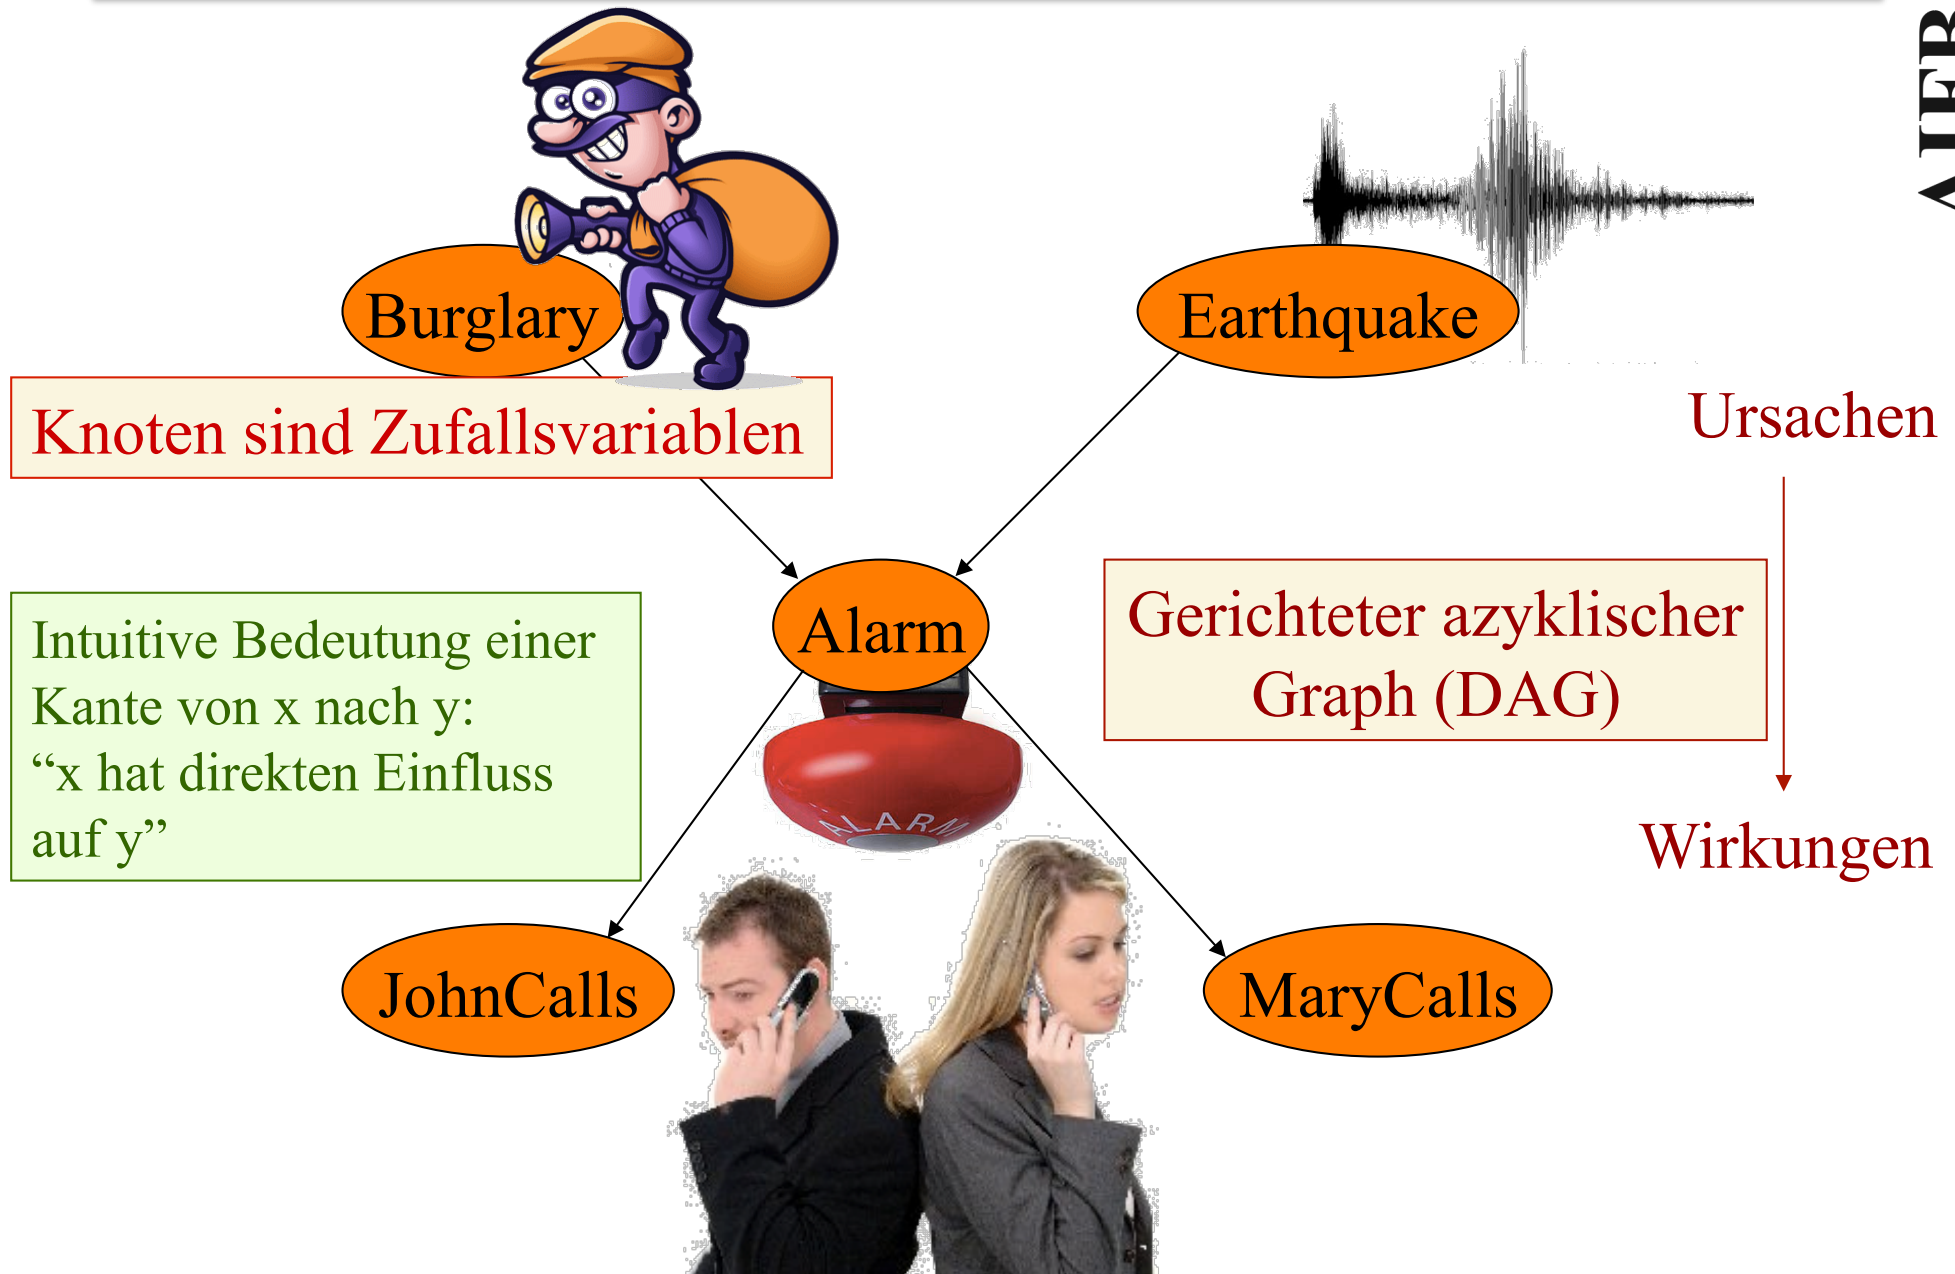 Burglary
Earthquake
Knoten sind Zufallsvariablen
Ursachen
Alarm
Gerichteter azyklischer
Graph (DAG)
Intuitive Bedeutung einer
Kante von x nach y:
“x hat direkten Einfluss
auf y”
ALARM
Wirkungen
JohnCalls
MaryCalls